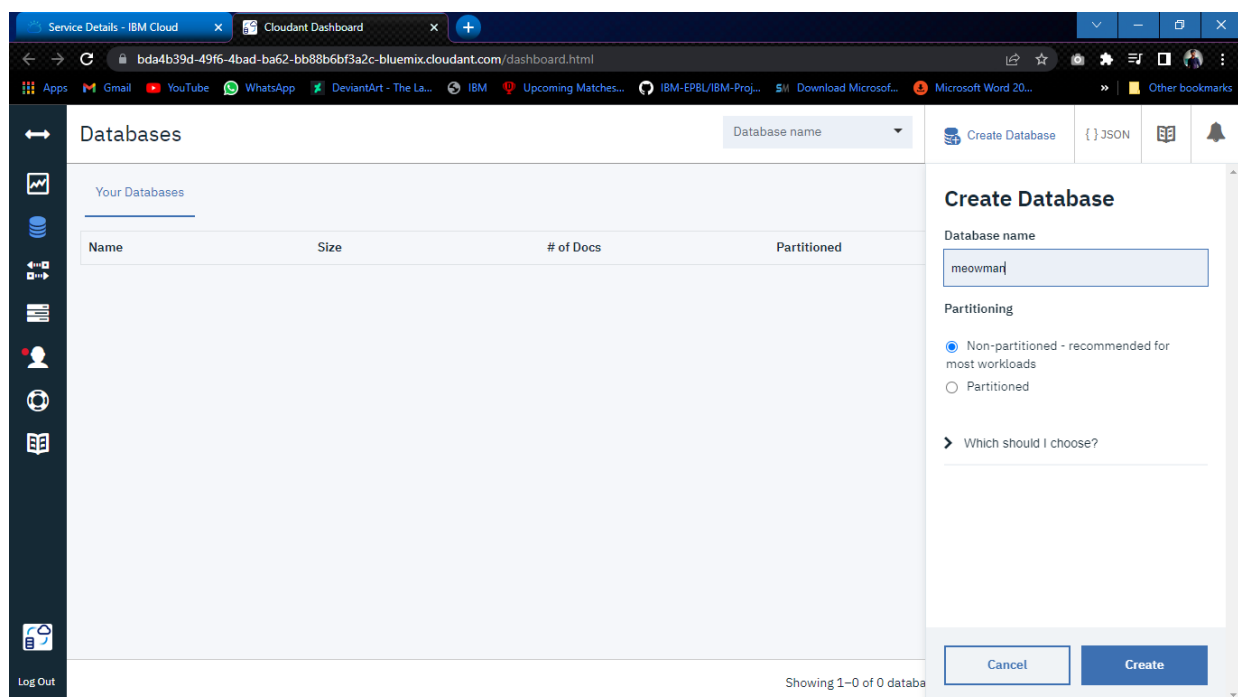 Service Details - IBM Cloud
Cloudant Dashboard
bda4b39d-49f6-4bad-ba62-bb88b6bf3a2c-bluemix.cloudant.com/dashboard.html
Apps Gmail YouTube WhatsApp DeviantArt - The La... IBM Upcoming Matches... IBM-EPBL/IBM-Proj... SM Download Microsof... Microsoft Word 20... » Other bookmarks
Databases
Database name
Create Database
{ } JSON
Your Databases
Name Size # of Docs Partitioned
Create Database
Database name
meowman
Partitioning
Non-partitioned - recommended for
most workloads
Partitioned
Which should I choose?
Cancel Create
Log Out
Showing 1–0 of 0 databa